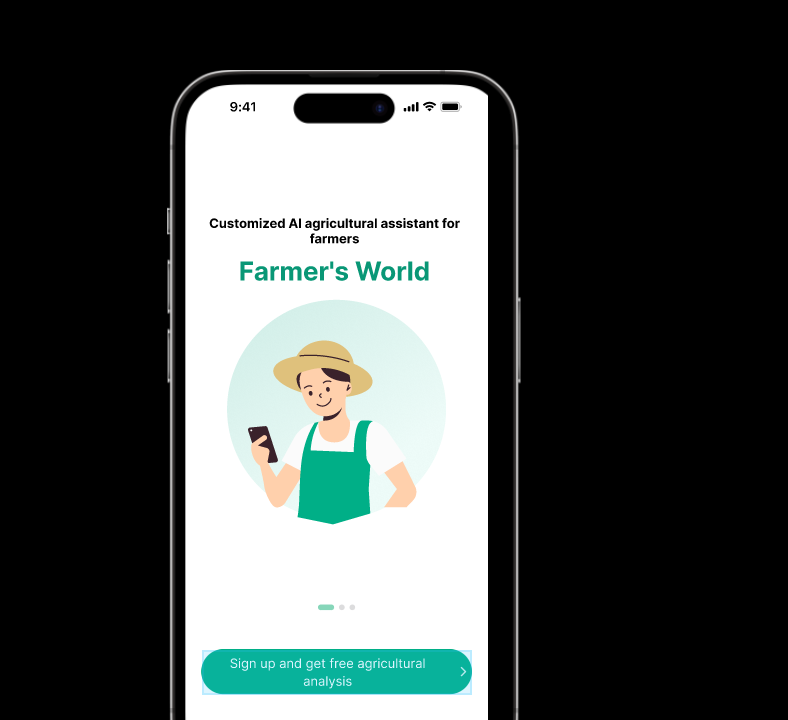 9:41
Customized AI agricultural assistant for
farmers
Farmer's World
Sign up and get free agricultural
analysis